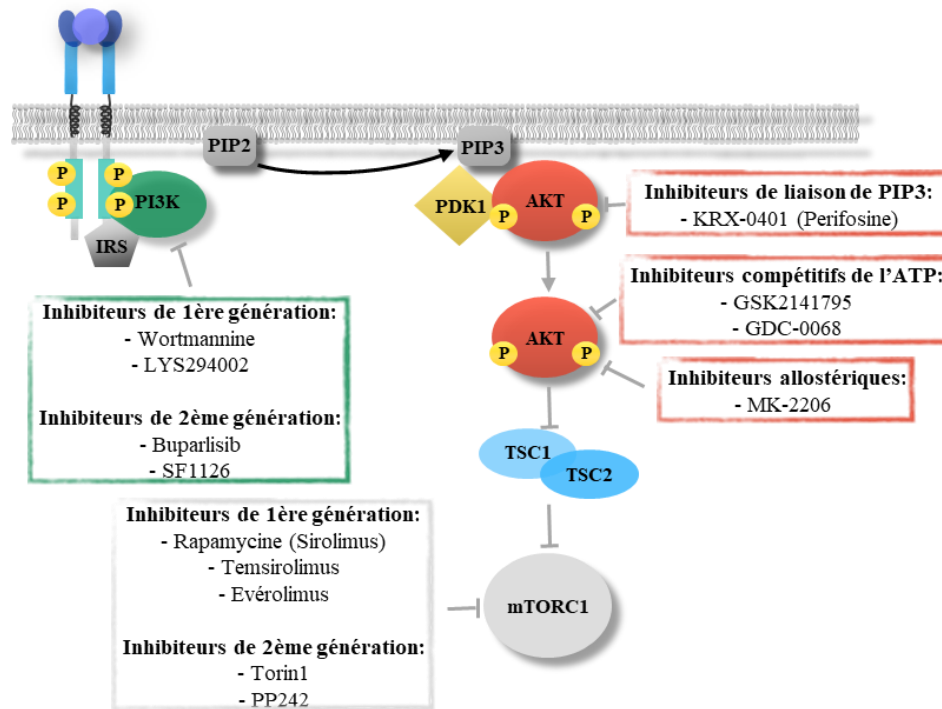 PIP2
PIP3
P
P
P
P
PI3K
IRS
PDK1
AKT
P
P
Inhibiteurs de liaison de PIP3:
- KRX-0401 (Perifosine)
Inhibiteurs compétitifs de l'ATP:
- GSK2141795
- GDC-0068
AKT
P
P
Inhibiteurs allostériques:
- MK-2206
Inhibiteurs de 1ère génération:
- Wortmannine
- LYS294002
Inhibiteurs de 2ème génération:
- Buparlisib
- SF1126
TSC1
TSC2
Inhibiteurs de 1ère génération:
- Rapamycine (Sirolimus)
- Temsirolimus
- Evérolimus
Inhibiteurs de 2ème génération:
- Torin1
- PP242
mTORC1